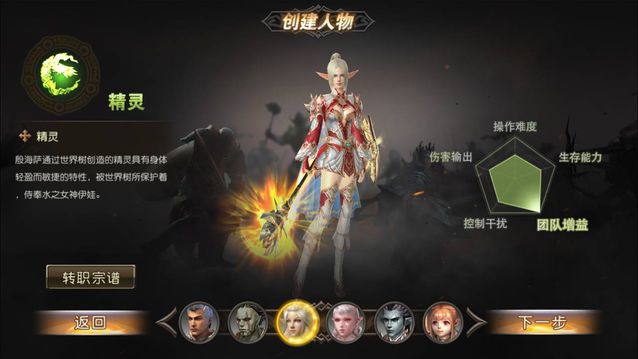 创建人物
精灵
精灵
殷海萨通过世界树创造的精灵具有身体
轻盈而敏捷的特性，被世界树所保护着
，侍奉水之女神伊娃。
操作难度
伤害输出
生存能力
控制干扰
团队增益
转职宗谱
返回
下一步